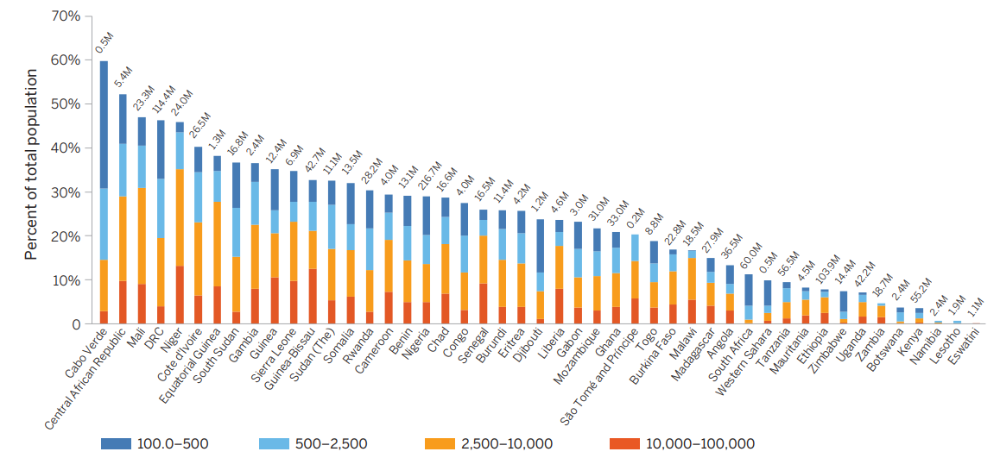 Percent of total population
70%
60%
50%
40%
30%
20%
10%
0
0.5M
5.4M
23.3M
114.4M
24.0M
26.5M
1.3M
16.8M
2.4M
12.4M
6.9M
42.7M
11.1M
13.5M
28.2M
4.0M
13.1M
216.7M
16.6M
4.0M
16.5M
11.4M
4.2M
1.2M
4.6M
3.0M
31.0M
33.0M
0.2M
8.8M
22.8M
18.5M
27.9M
36.5M
60.0M
0.5M
56.5M
4.5M
103.9M
14.4M
42.2M
18.7M
2.4M
55.2M
2.4M
1.9M
1.1M
Cabo Verde
Central African Republic
Mali
DRC
Niger
Cote d'Ivoire
Equatorial Guinea
South Sudan
Gambia
Guinea
Sierra Leone
Guinea-Bissau
Sudan (The)
Somalia
Rwanda
Cameroon
Benin
Nigeria
Chad
Congo
Senegal
Burundi
Eritrea
Djibouti
Liberia
Gabon
Mozambique
Ghana
São Tomé and Príncipe
Togo
Burkina Faso
Malawi
Madagascar
Angola
South Africa
Western Sahara
Tanzania
Mauritania
Ethiopia
Zimbabwe
Uganda
Zambia
Botswana
Kenya
Namibia
Lesotho
Eswatini
100.0–500
500–2,500
2,500–10,000
10,000–100,000